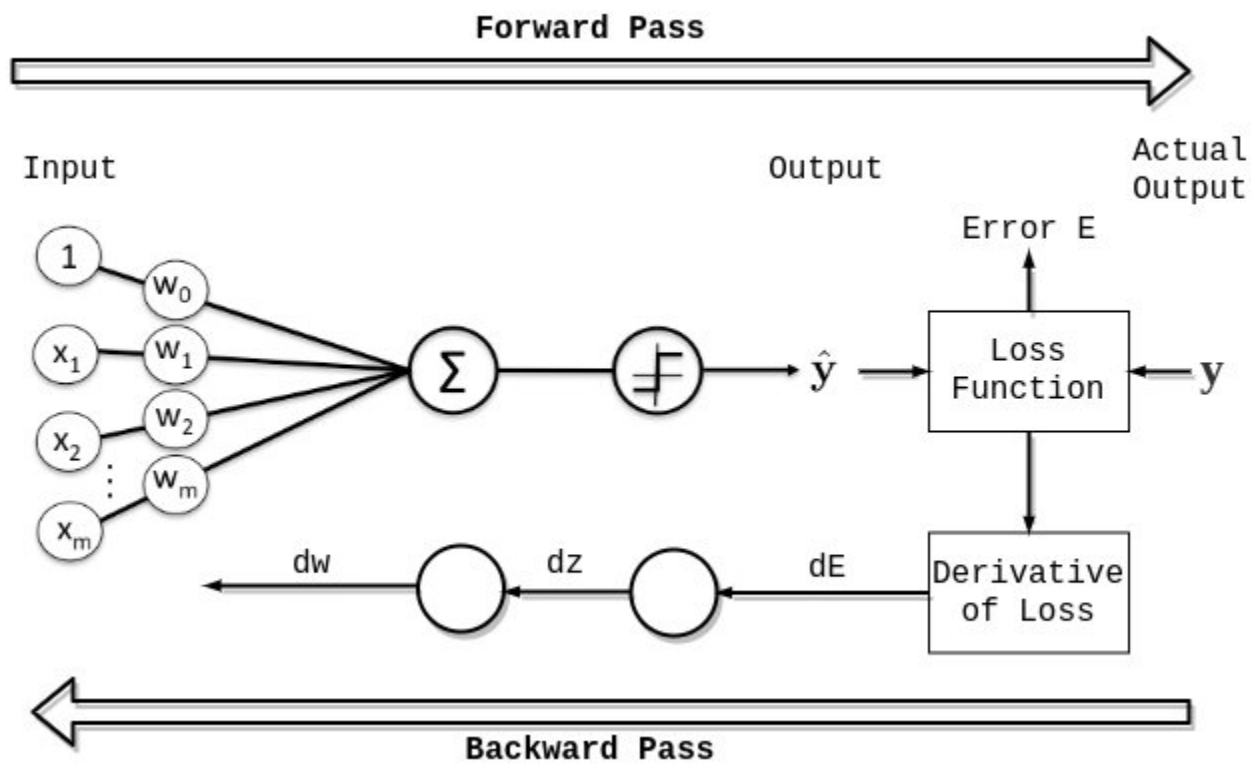 Forward Pass
Input
Output
Actual
Output
Error E
1
w₀
x₁
w₁
x₂
w₂
⋮
xₘ
wₘ
Σ
ŷ
Loss
Function
y
dw
dz
dE
Derivative
of Loss
Backward Pass